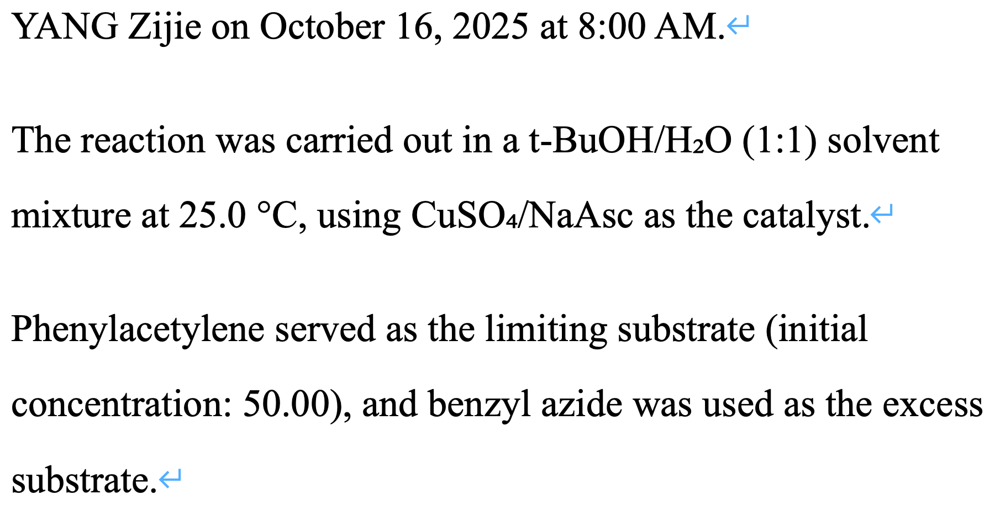 YANG Zijie on October 16, 2025 at 8:00 AM.
The reaction was carried out in a t-BuOH/H₂O (1:1) solvent
mixture at 25.0 °C, using CuSO₄/NaAsc as the catalyst.
Phenylacetylene served as the limiting substrate (initial
concentration: 50.00), and benzyl azide was used as the excess
substrate.